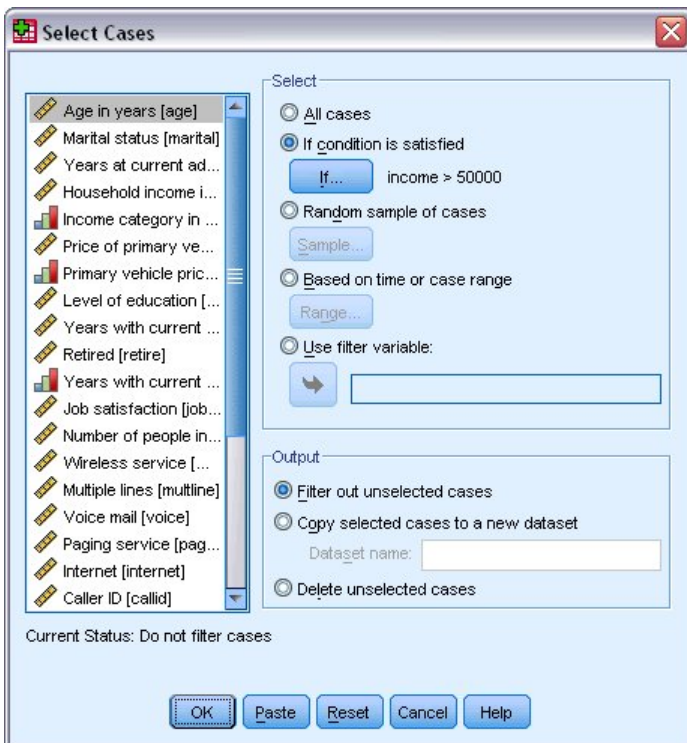 Select Cases
Age in years [age]
Marital status [marital]
Years at current ad...
Household income i...
Income category in ...
Price of primary ve...
Primary vehicle pric...
Level of education [...
Years with current ...
Retired [retire]
Years with current ...
Job satisfaction [job...
Number of people in...
Wireless service [...
Multiple lines [multline]
Voice mail [voice]
Paging service [pag...
Internet [internet]
Caller ID [callid]
Select
All cases
If condition is satisfied
If... income > 50000
Random sample of cases
Sample...
Based on time or case range
Range...
Use filter variable:
Output
Filter out unselected cases
Copy selected cases to a new dataset
Dataset name:
Delete unselected cases
Current Status: Do not filter cases
OK Paste Reset Cancel Help